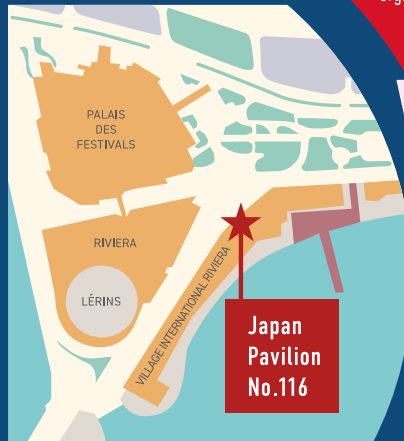 PALAIS
DES
FESTIVALS
RIVIERA
LÉRINS
VILLAGE INTERNATIONAL RIVIERA
Japan
Pavilion
No.116